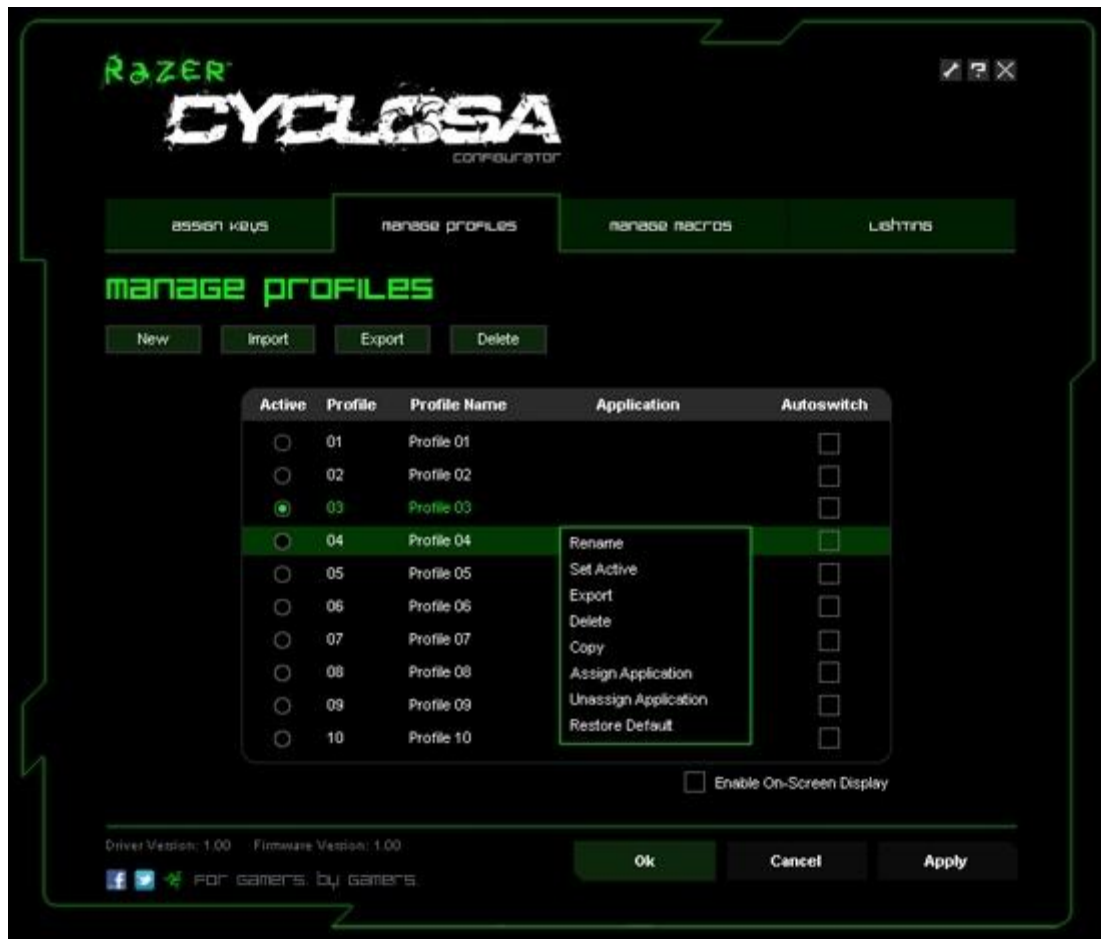 RAZER
CYCLOSA
CONFIGURATOR
ASSIGN KEYS MANAGE PROFILES MANAGE MACROS LIGHTING
MANAGE PROFILES
New Import Export Delete
Active Profile Profile Name Application Autoswitch
01 Profile 01
02 Profile 02
03 Profile 03
04 Profile 04
05 Profile 05
06 Profile 06
07 Profile 07
08 Profile 08
09 Profile 09
10 Profile 10
Rename
Set Active
Export
Delete
Copy
Assign Application
Unassign Application
Restore Default
Enable On-Screen Display
Driver Version: 1.00 Firmware Version: 1.00
Ok Cancel Apply
FOR GAMERS. BY GAMERS.